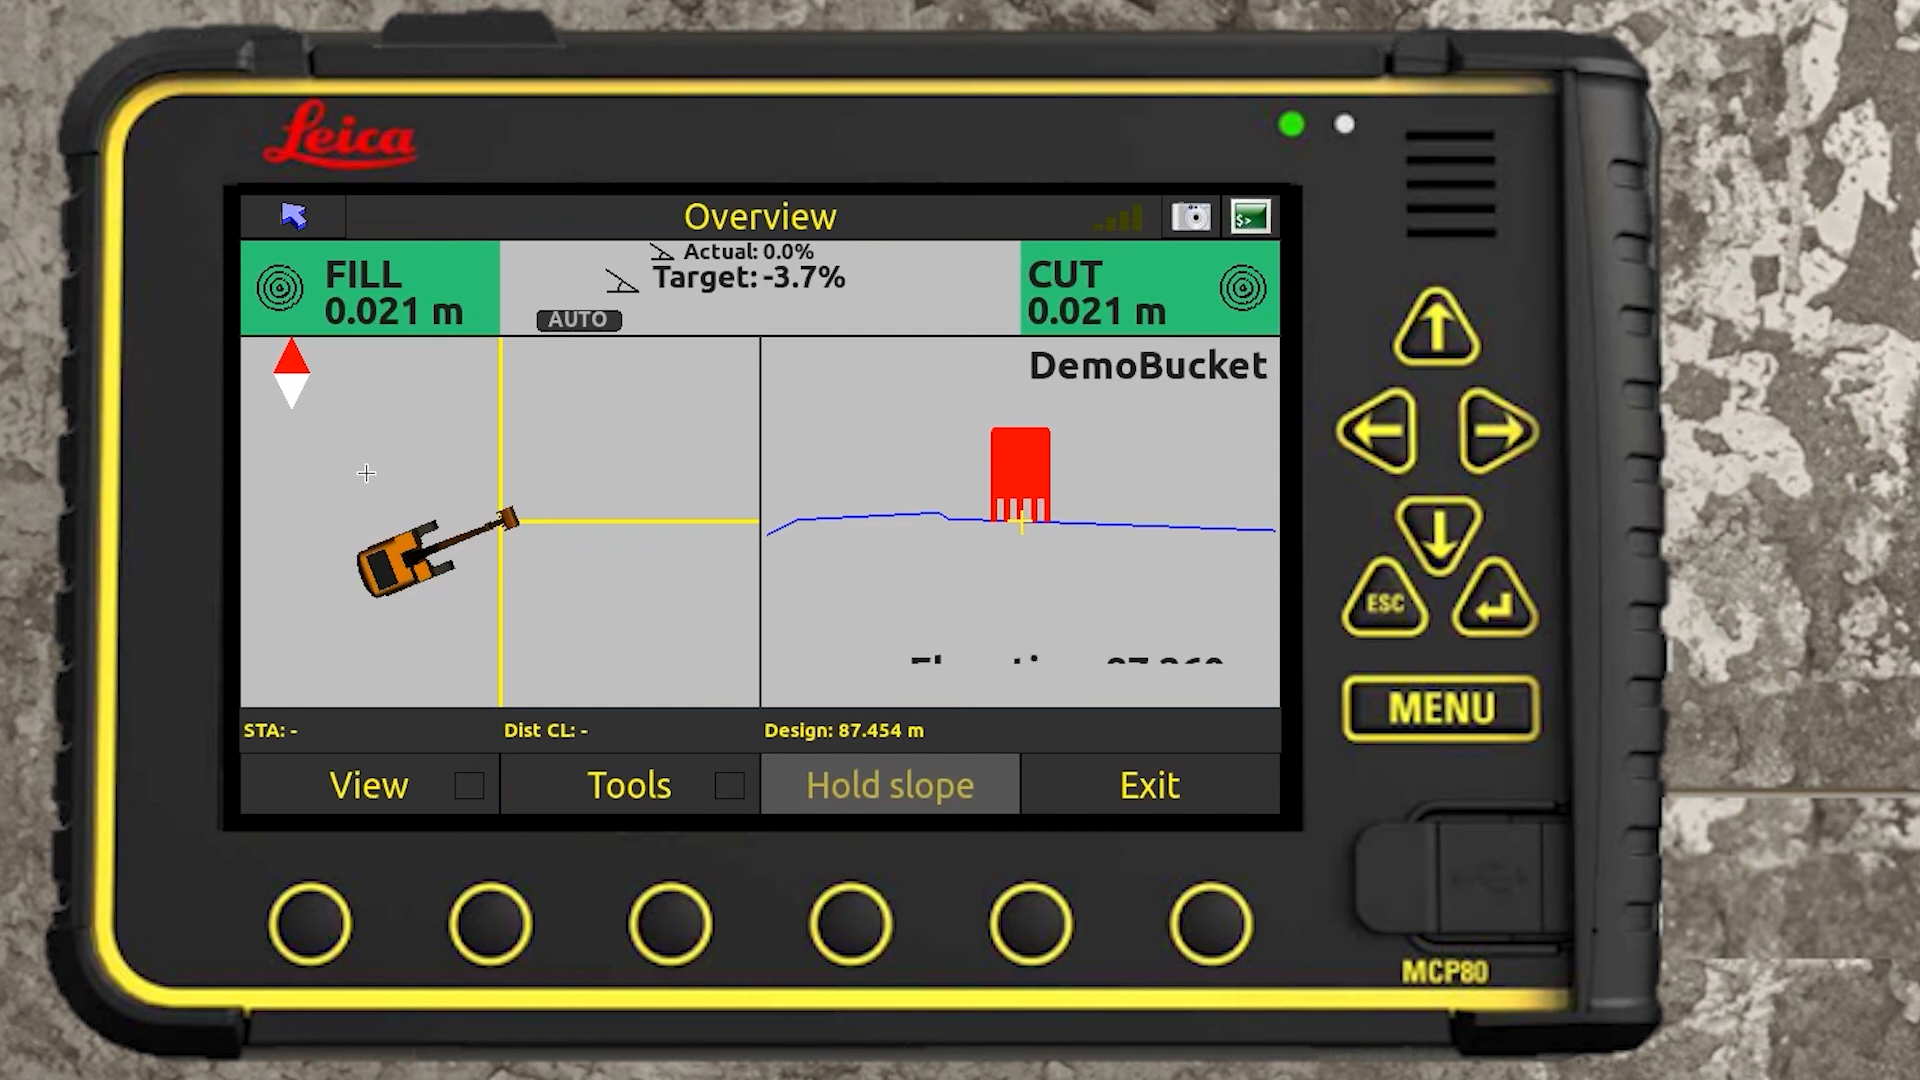 Leica
Overview
FILL
0.021 m
Actual: 0.0%
Target: -3.7%
AUTO
CUT
0.021 m
DemoBucket
STA: -
Dist CL: -
Design: 87.454 m
View
Tools
Hold slope
Exit
ESC
MENU
MCP80